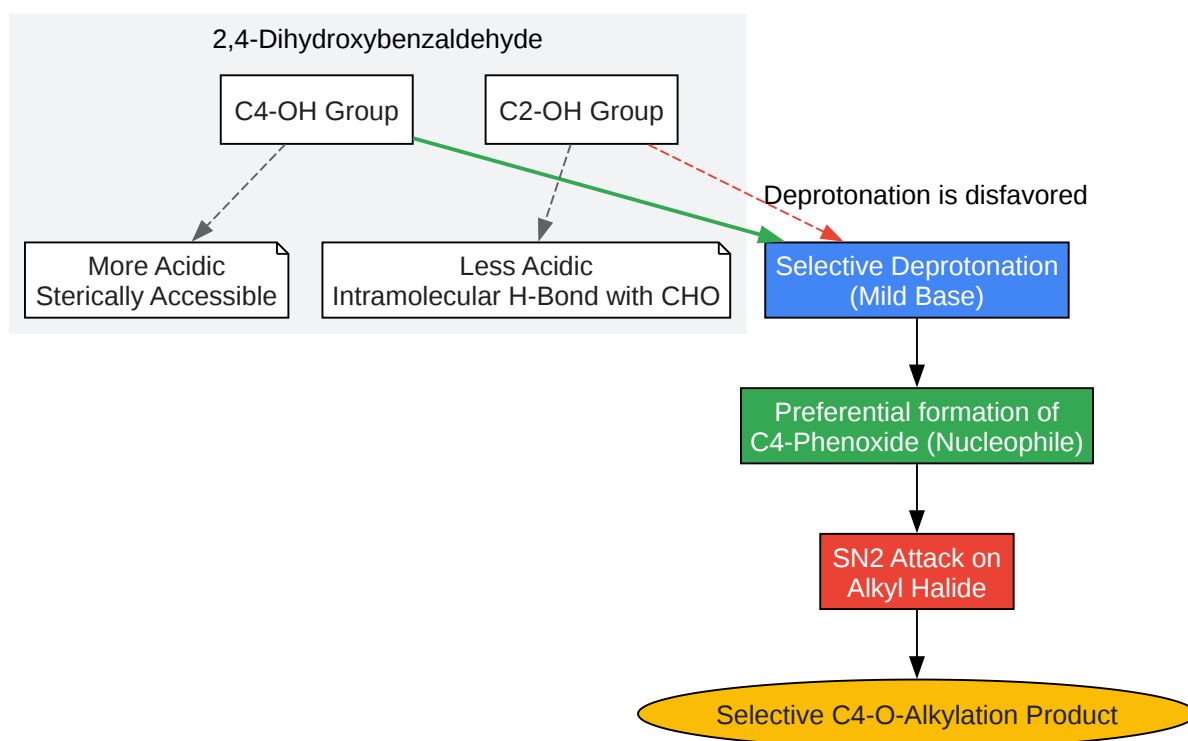 2,4-Dihydroxybenzaldehyde
C4-OH Group
C2-OH Group
Deprotonation is disfavored
More Acidic
Sterically Accessible
Less Acidic
Intramolecular H-Bond with CHO
Selective Deprotonation
(Mild Base)
Preferential formation of
C4-Phenoxide (Nucleophile)
SN2 Attack on
Alkyl Halide
Selective C4-O-Alkylation Product